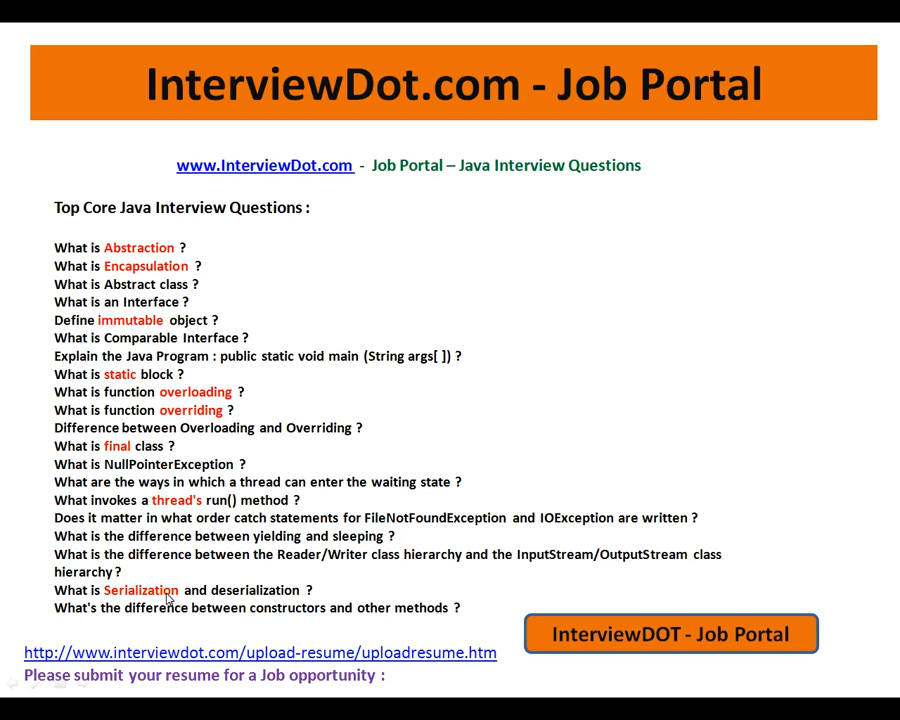 InterviewDot.com - Job Portal
www.InterviewDot.com - Job Portal – Java Interview Questions
Top Core Java Interview Questions :
What is Abstraction ?
What is Encapsulation ?
What is Abstract class ?
What is an Interface ?
Define immutable object ?
What is Comparable Interface ?
Explain the Java Program : public static void main (String args[ ]) ?
What is static block ?
What is function overloading ?
What is function overriding ?
Difference between Overloading and Overriding ?
What is final class ?
What is NullPointerException ?
What are the ways in which a thread can enter the waiting state ?
What invokes a thread's run() method ?
Does it matter in what order catch statements for FileNotFoundException and IOException are written ?
What is the difference between yielding and sleeping ?
What is the difference between the Reader/Writer class hierarchy and the InputStream/OutputStream class
hierarchy ?
What is Serialization and deserialization ?
What's the difference between constructors and other methods ?
InterviewDOT - Job Portal
http://www.interviewdot.com/upload-resume/uploadresume.htm
Please submit your resume for a Job opportunity :